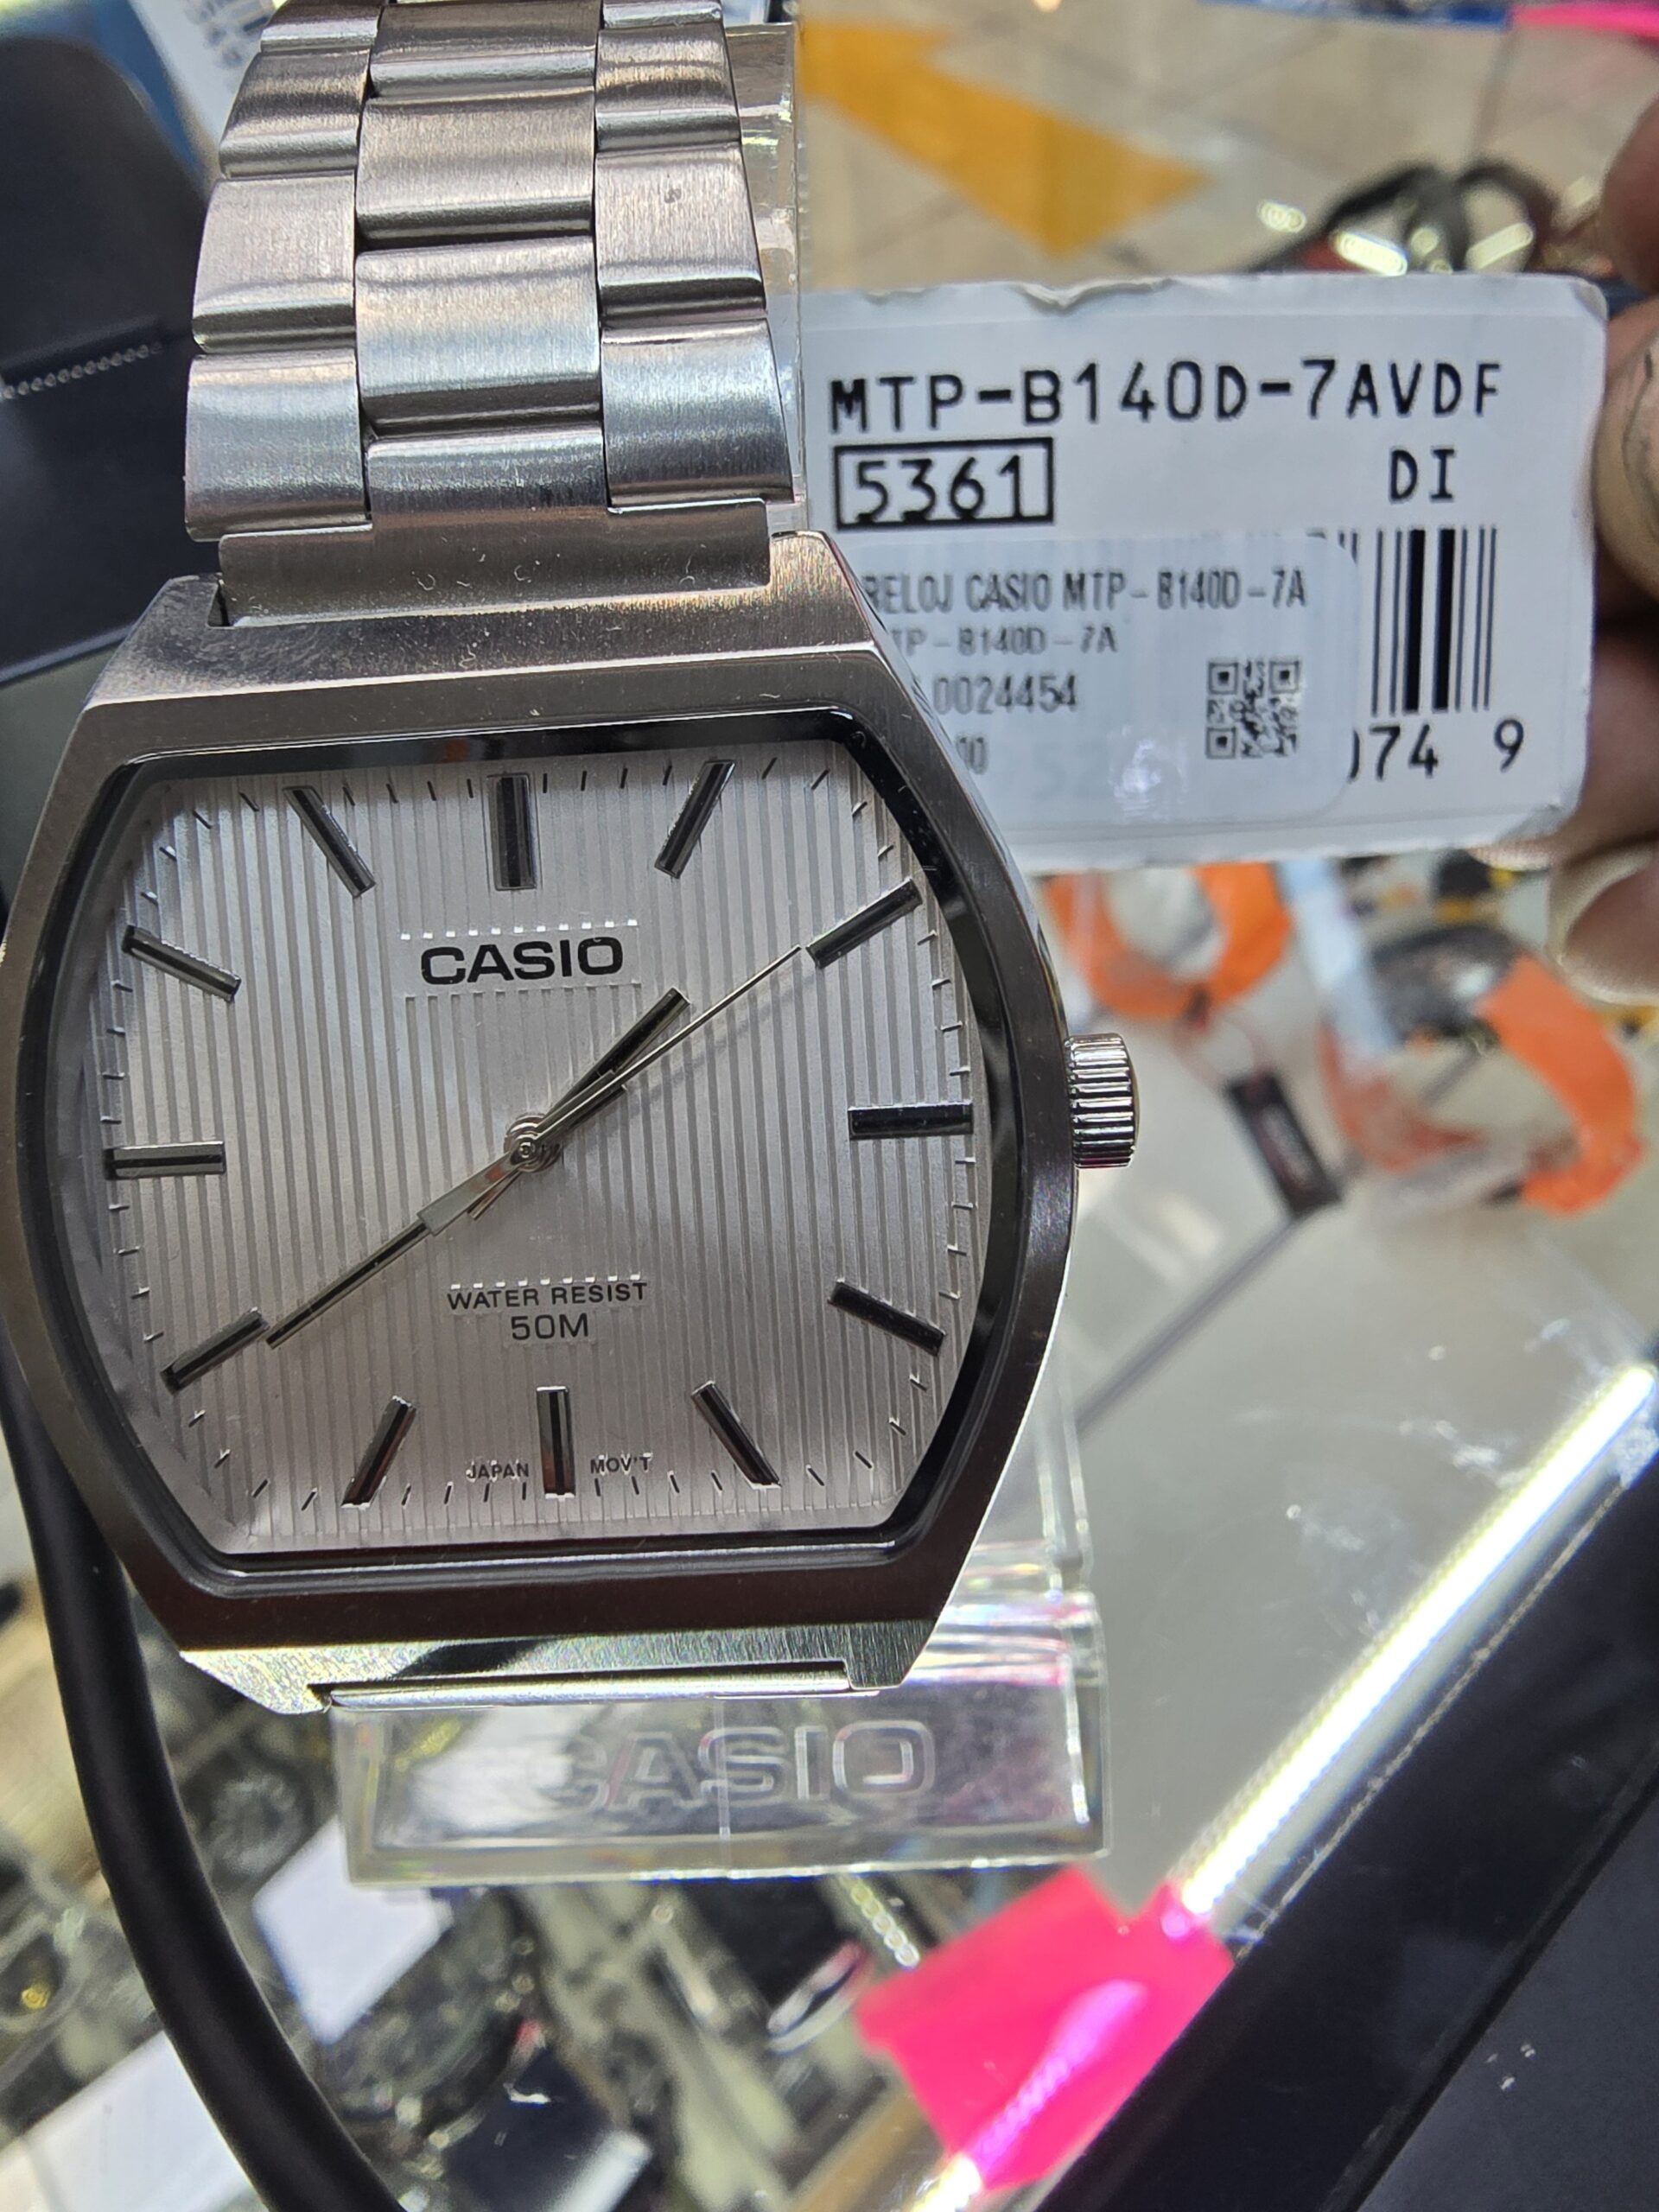 MTP-B140D-7AVDF
5361 DI
RELOJ CASIO MTP-B140D-7A
TP-B140D-7A
0024454
00
074 9
CASIO
WATER RESIST
50M
JAPAN MOV'T
CASIO